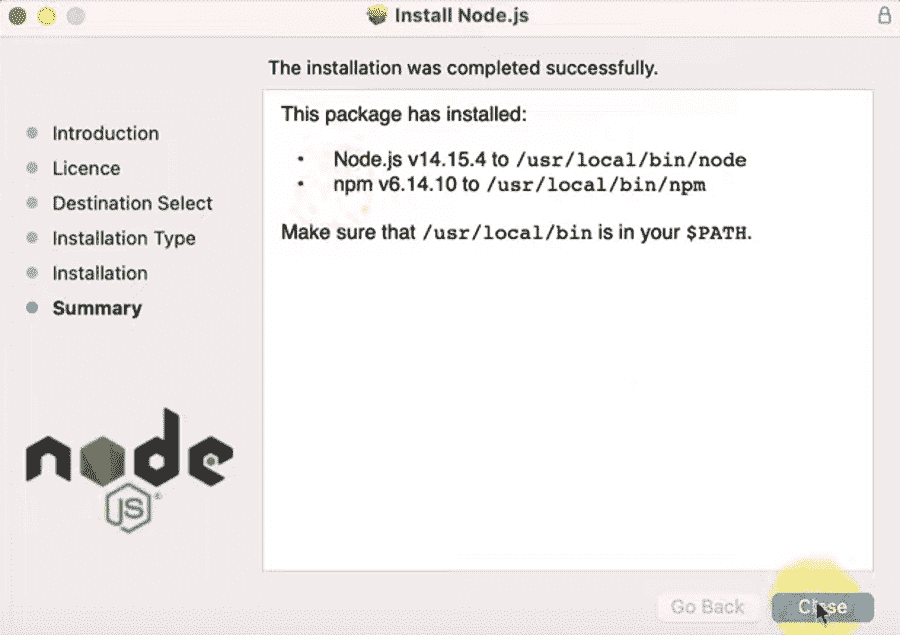 Install Node.js
The installation was completed successfully.
Introduction
Licence
Destination Select
Installation Type
Installation
Summary
This package has installed:
• Node.js v14.15.4 to /usr/local/bin/node
• npm v6.14.10 to /usr/local/bin/npm
Make sure that /usr/local/bin is in your $PATH.
node
JS®
Go Back
Close